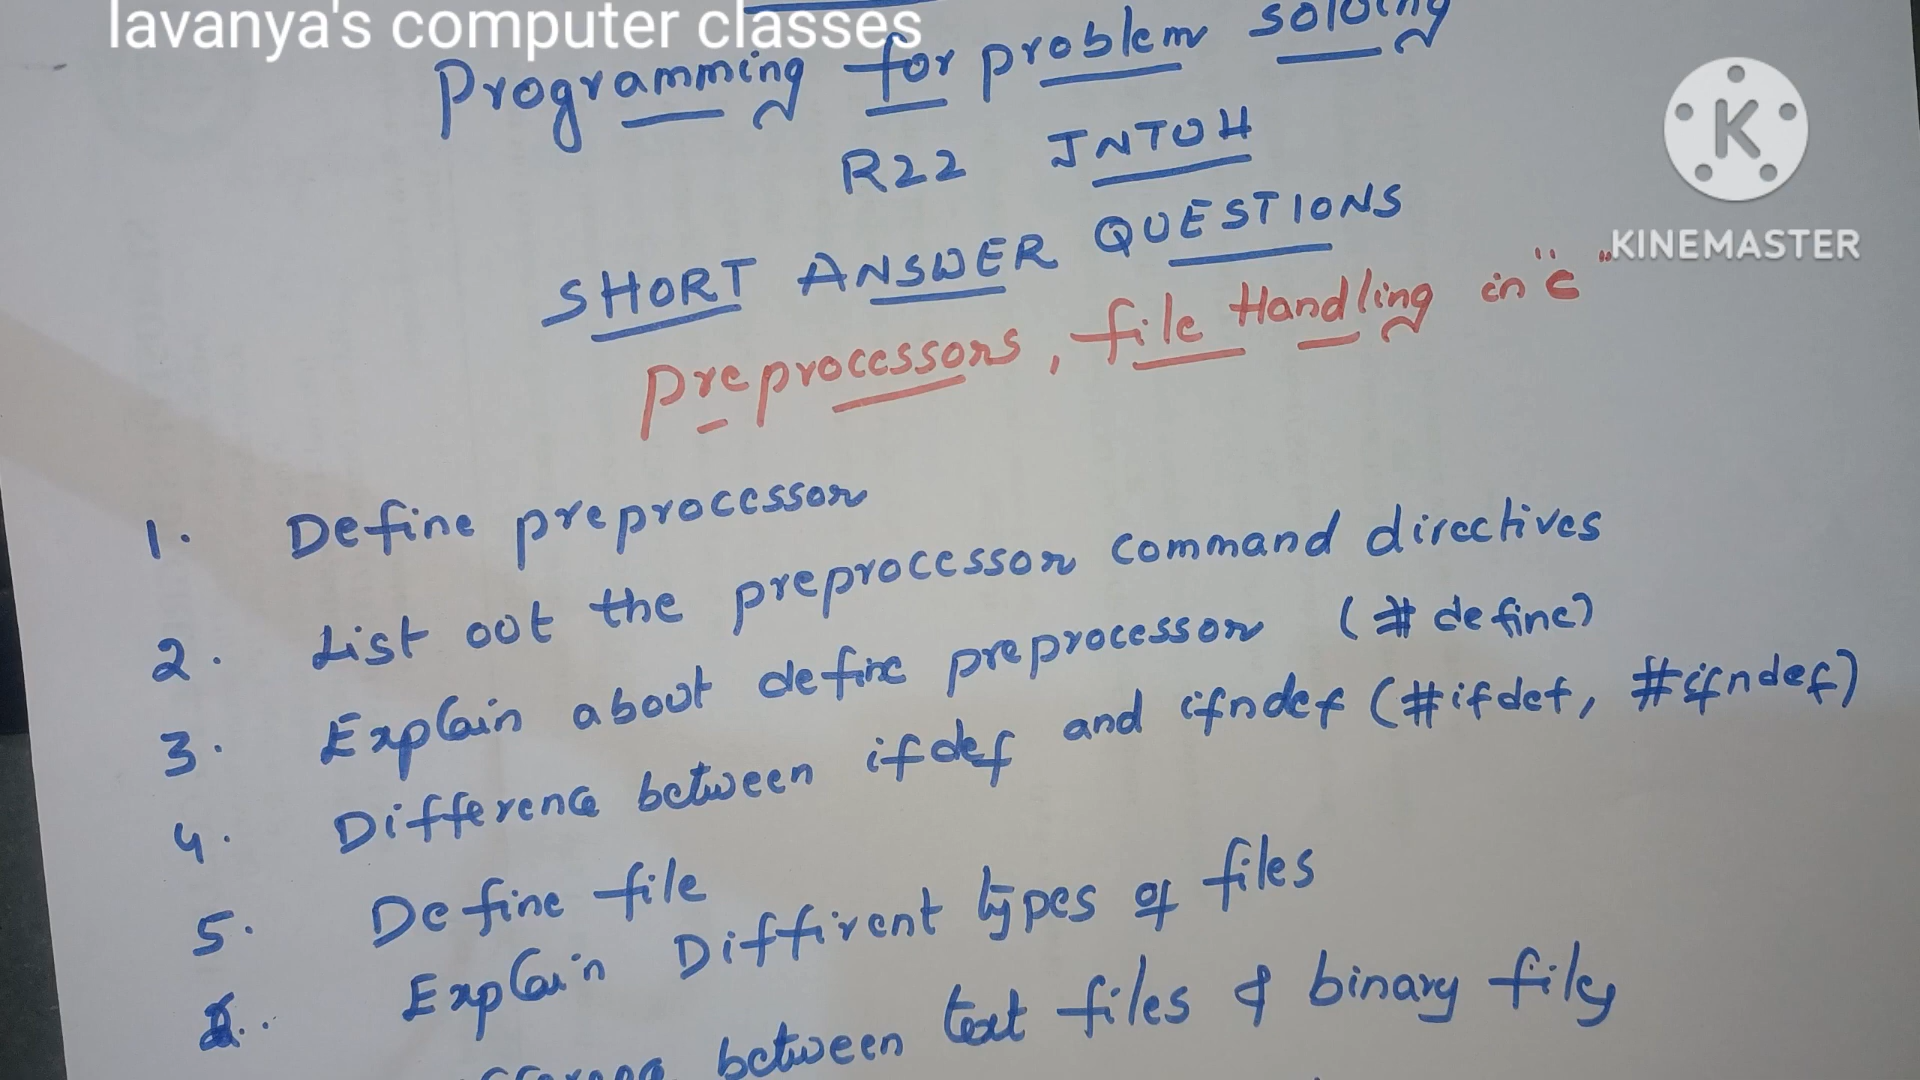 lavanya's computer classes
Programming for problem solving
R22 JNTUH
KINEMASTER
SHORT ANSWER QUESTIONS
Preprocessors, file Handling in "c"
1. Define preprocessor
2. List out the preprocessor command directives
3. Explain about define preprocessor (#define)
4. Difference between ifdef and ifndef (#ifdef, #ifndef)
5. Define file
Explain Diffirent types of files
between text files & binary files